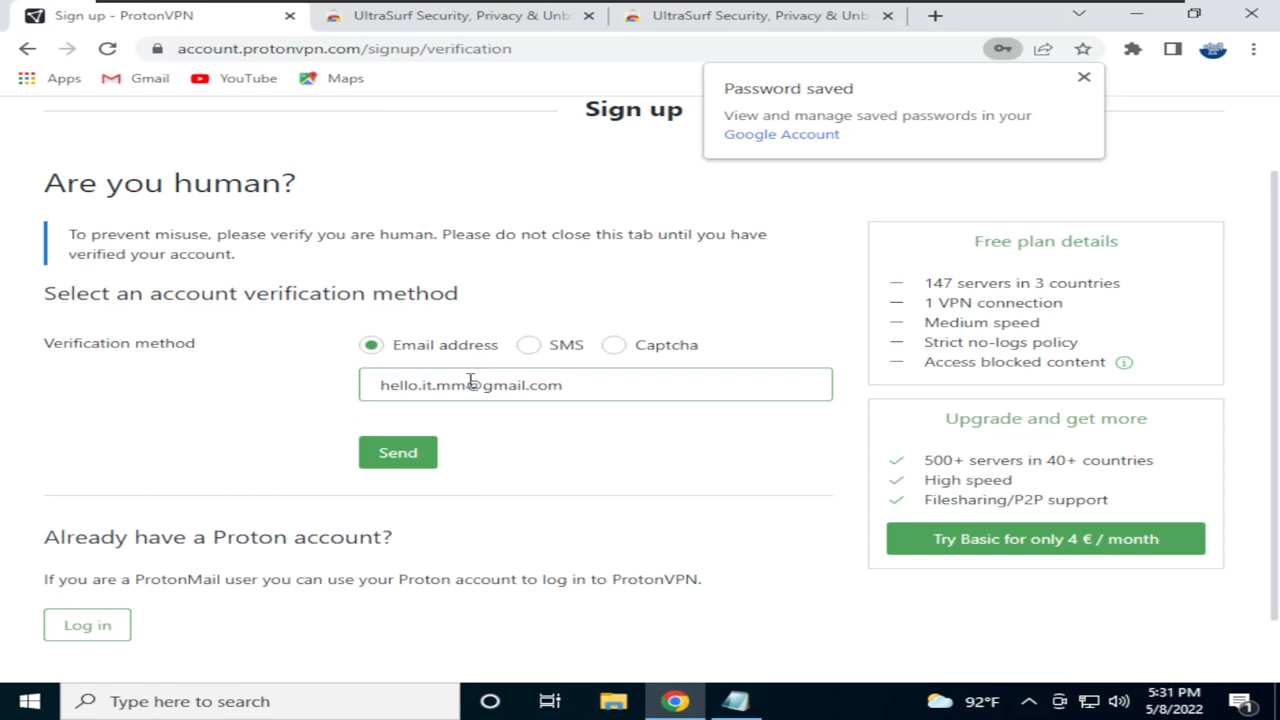 Sign up - ProtonVPN
UltraSurf Security, Privacy & Unb
UltraSurf Security, Privacy & Unb
account.protonvpn.com/signup/verification
Apps
Gmail
YouTube
Maps
Password saved
View and manage saved passwords in your
Google Account
Sign up
Are you human?
To prevent misuse, please verify you are human. Please do not close this tab until you have
verified your account.
Select an account verification method
Verification method
Email address
SMS
Captcha
hello.it.mm@gmail.com
Send
Already have a Proton account?
If you are a ProtonMail user you can use your Proton account to log in to ProtonVPN.
Log in
Free plan details
147 servers in 3 countries
1 VPN connection
Medium speed
Strict no-logs policy
Access blocked content
Upgrade and get more
500+ servers in 40+ countries
High speed
Filesharing/P2P support
Try Basic for only 4 € / month
Type here to search
92°F
5:31 PM
5/8/2022
1